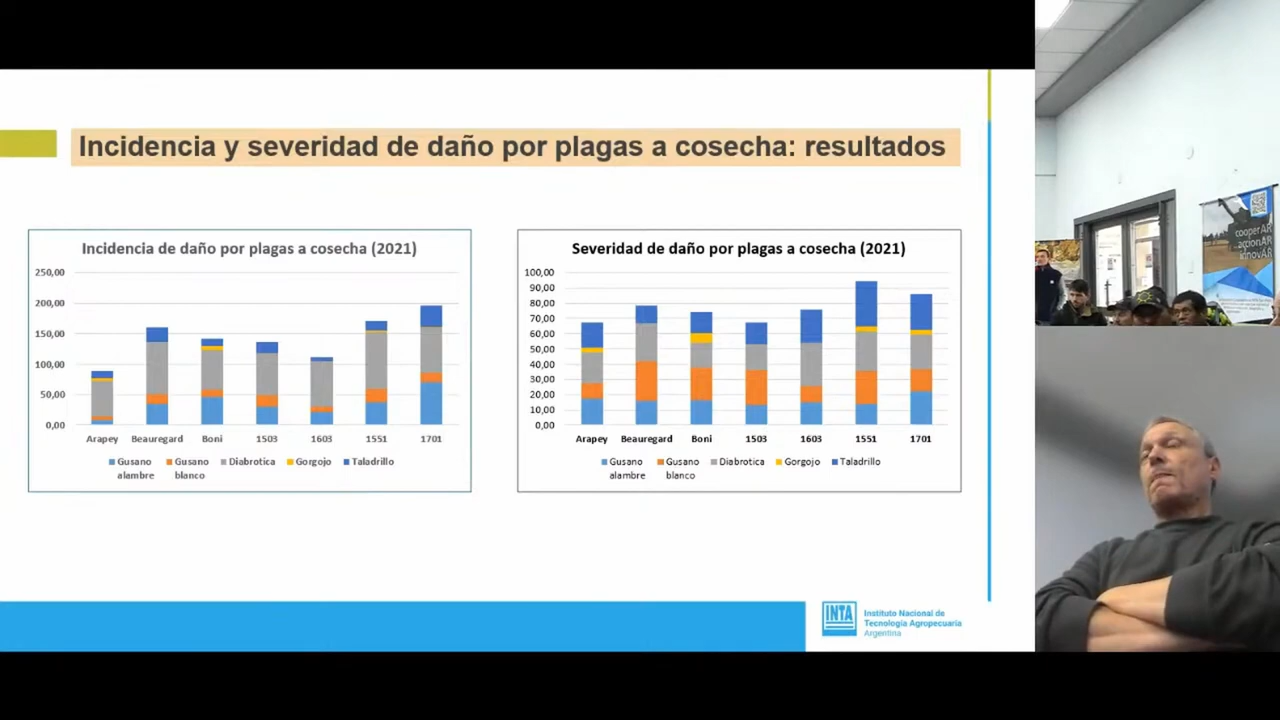 Incidencia y severidad de daño por plagas a cosecha: resultados
Incidencia de daño por plagas a cosecha (2021)
250,00
200,00
150,00
100,00
50,00
0,00
Arapey Beauregard Boni 1503 1603 1551 1701
Gusano alambre Gusano blanco Diabrotica Gorgojo Taladrillo
Severidad de daño por plagas a cosecha (2021)
100,00
90,00
80,00
70,00
60,00
50,00
40,00
30,00
20,00
10,00
0,00
Arapey Beauregard Boni 1503 1603 1551 1701
Gusano alambre Gusano blanco Diabrotica Gorgojo Taladrillo
INTA
Instituto Nacional de
Tecnología Agropecuaria
Argentina
cooperAR
accionAR
innovAR